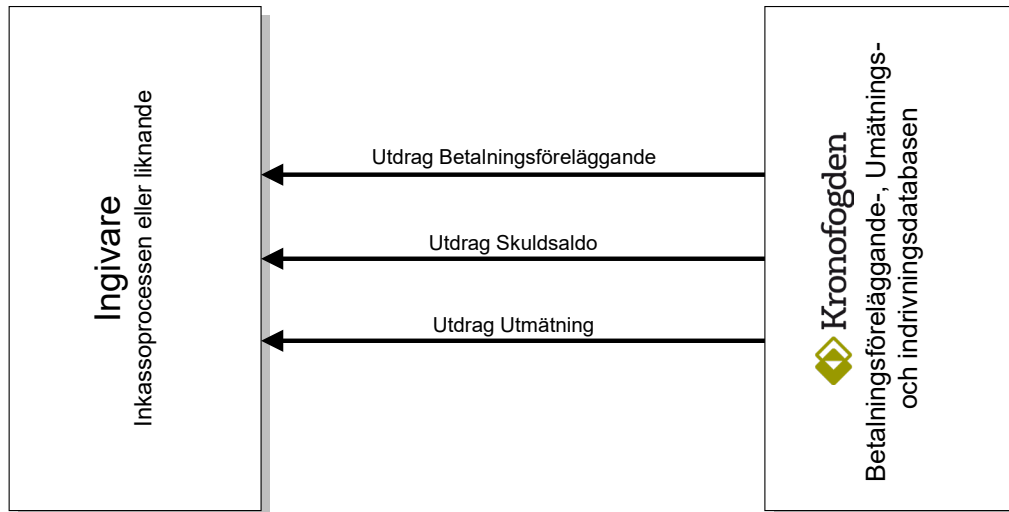 Ingivare
Inkassoprocessen eller liknande
Utdrag Betalningsföreläggande
Utdrag Skuldsaldo
Utdrag Utmätning
Kronofogden
Betalningsföreläggande-, Umätnings-
och indrivningsdatabasen